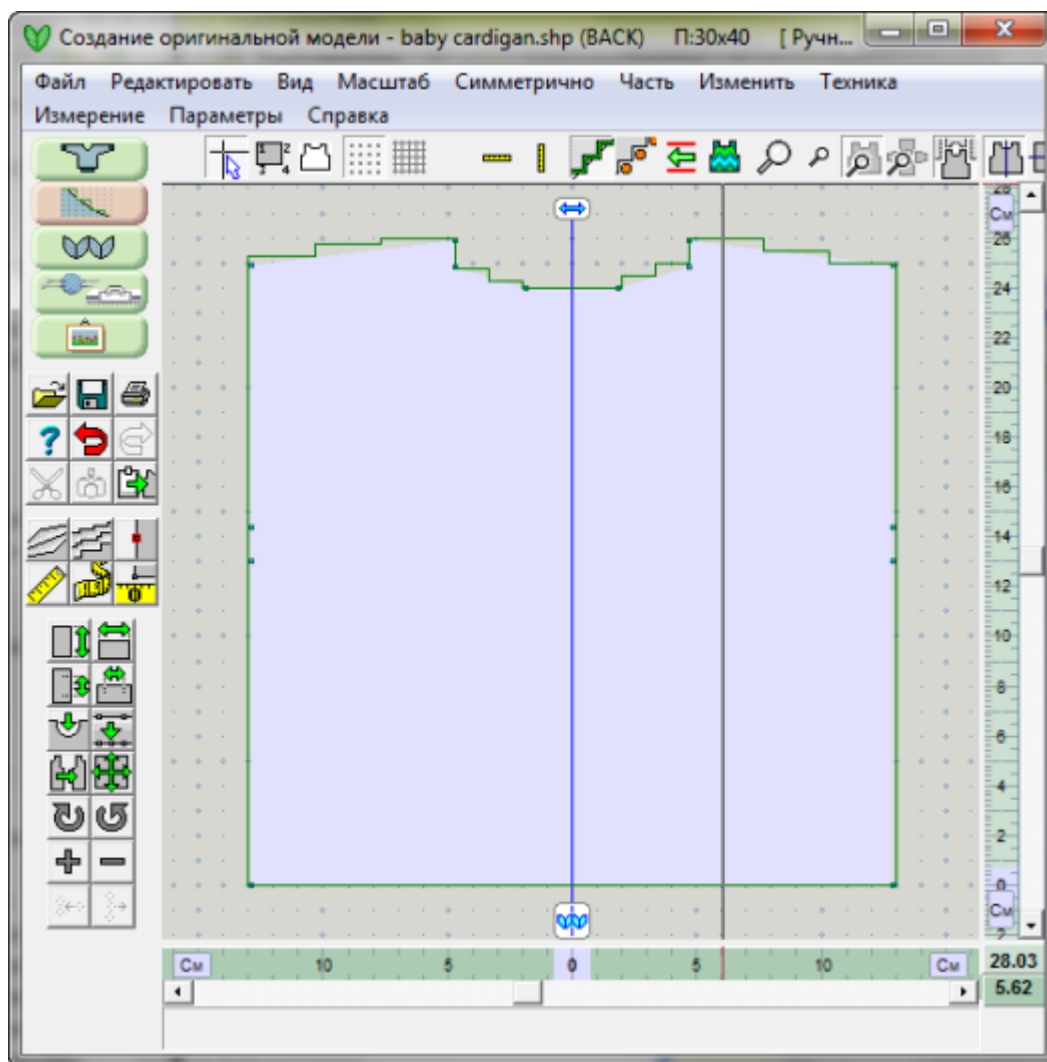 Создание оригинальной модели - baby cardigan.shp (BACK) П:30x40 [ Ручн...
Файл Редактировать Вид Масштаб Симметрично Часть Изменить Техника
Измерение Параметры Справка
См
26
24
22
20
18
16
14
12
10
8
6
4
2
0
См
2
См 10 5 0 5 10 См 28.03
5.62